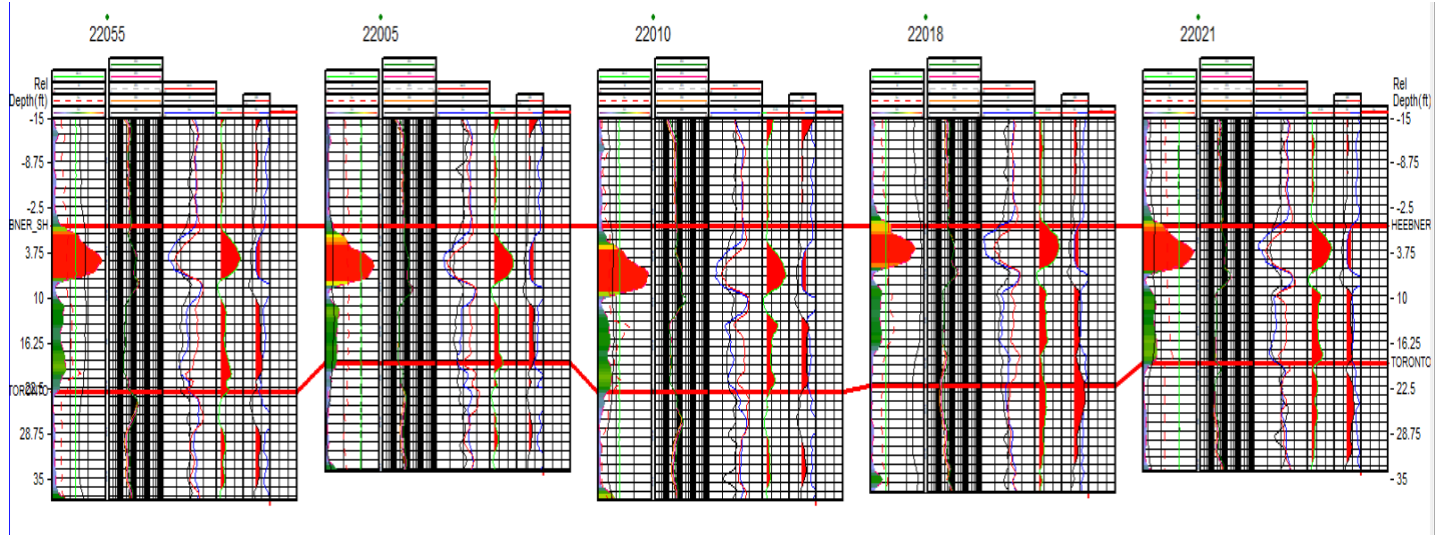 22055 22005 22010 22018 22021
Rel
Depth(ft)
Rel
Depth(ft)
-15 -15
-8.75 -8.75
-2.5 -2.5
BNER_SH HEEBNER
3.75 3.75
10 10
16.25 16.25
TORONTO
22.5
28.75 28.75
35 35